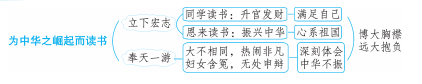 为中华之崛起而读书
立下宏志
同学读书：升官发财
满足自己
恩来读书：振兴中华
心系祖国
奉天一游
大不相同，热闹非凡
妇女含冤，无处申辩
深刻体会
中华不振
博大胸襟
远大抱负